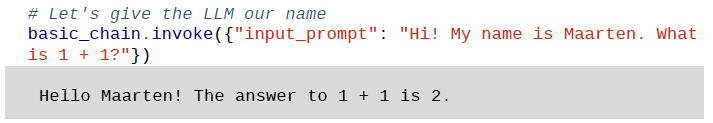 # Let's give the LLM our name
basic_chain.invoke({"input_prompt": "Hi! My name is Maarten. What
is 1 + 1?"})
Hello Maarten! The answer to 1 + 1 is 2.